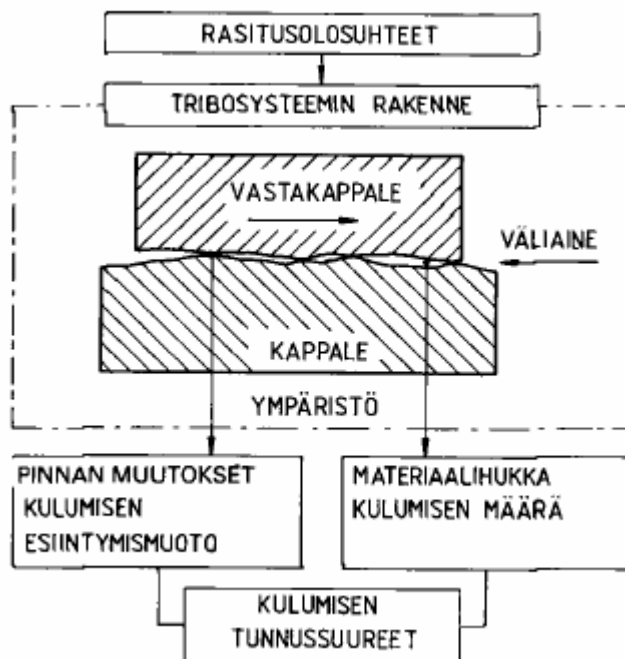 RASITUSOLOSUHTEET
TRIBOSYSTEEMIN RAKENNE
VASTAKAPPALE
VÄLIAINE
KAPPALE
YMPÄRISTÖ
PINNAN MUUTOKSET
KULUMISEN
ESIINTYMISMUOTO
MATERIAALIHUKKA
KULUMISEN MÄÄRÄ
KULUMISEN
TUNNUSSUUREET